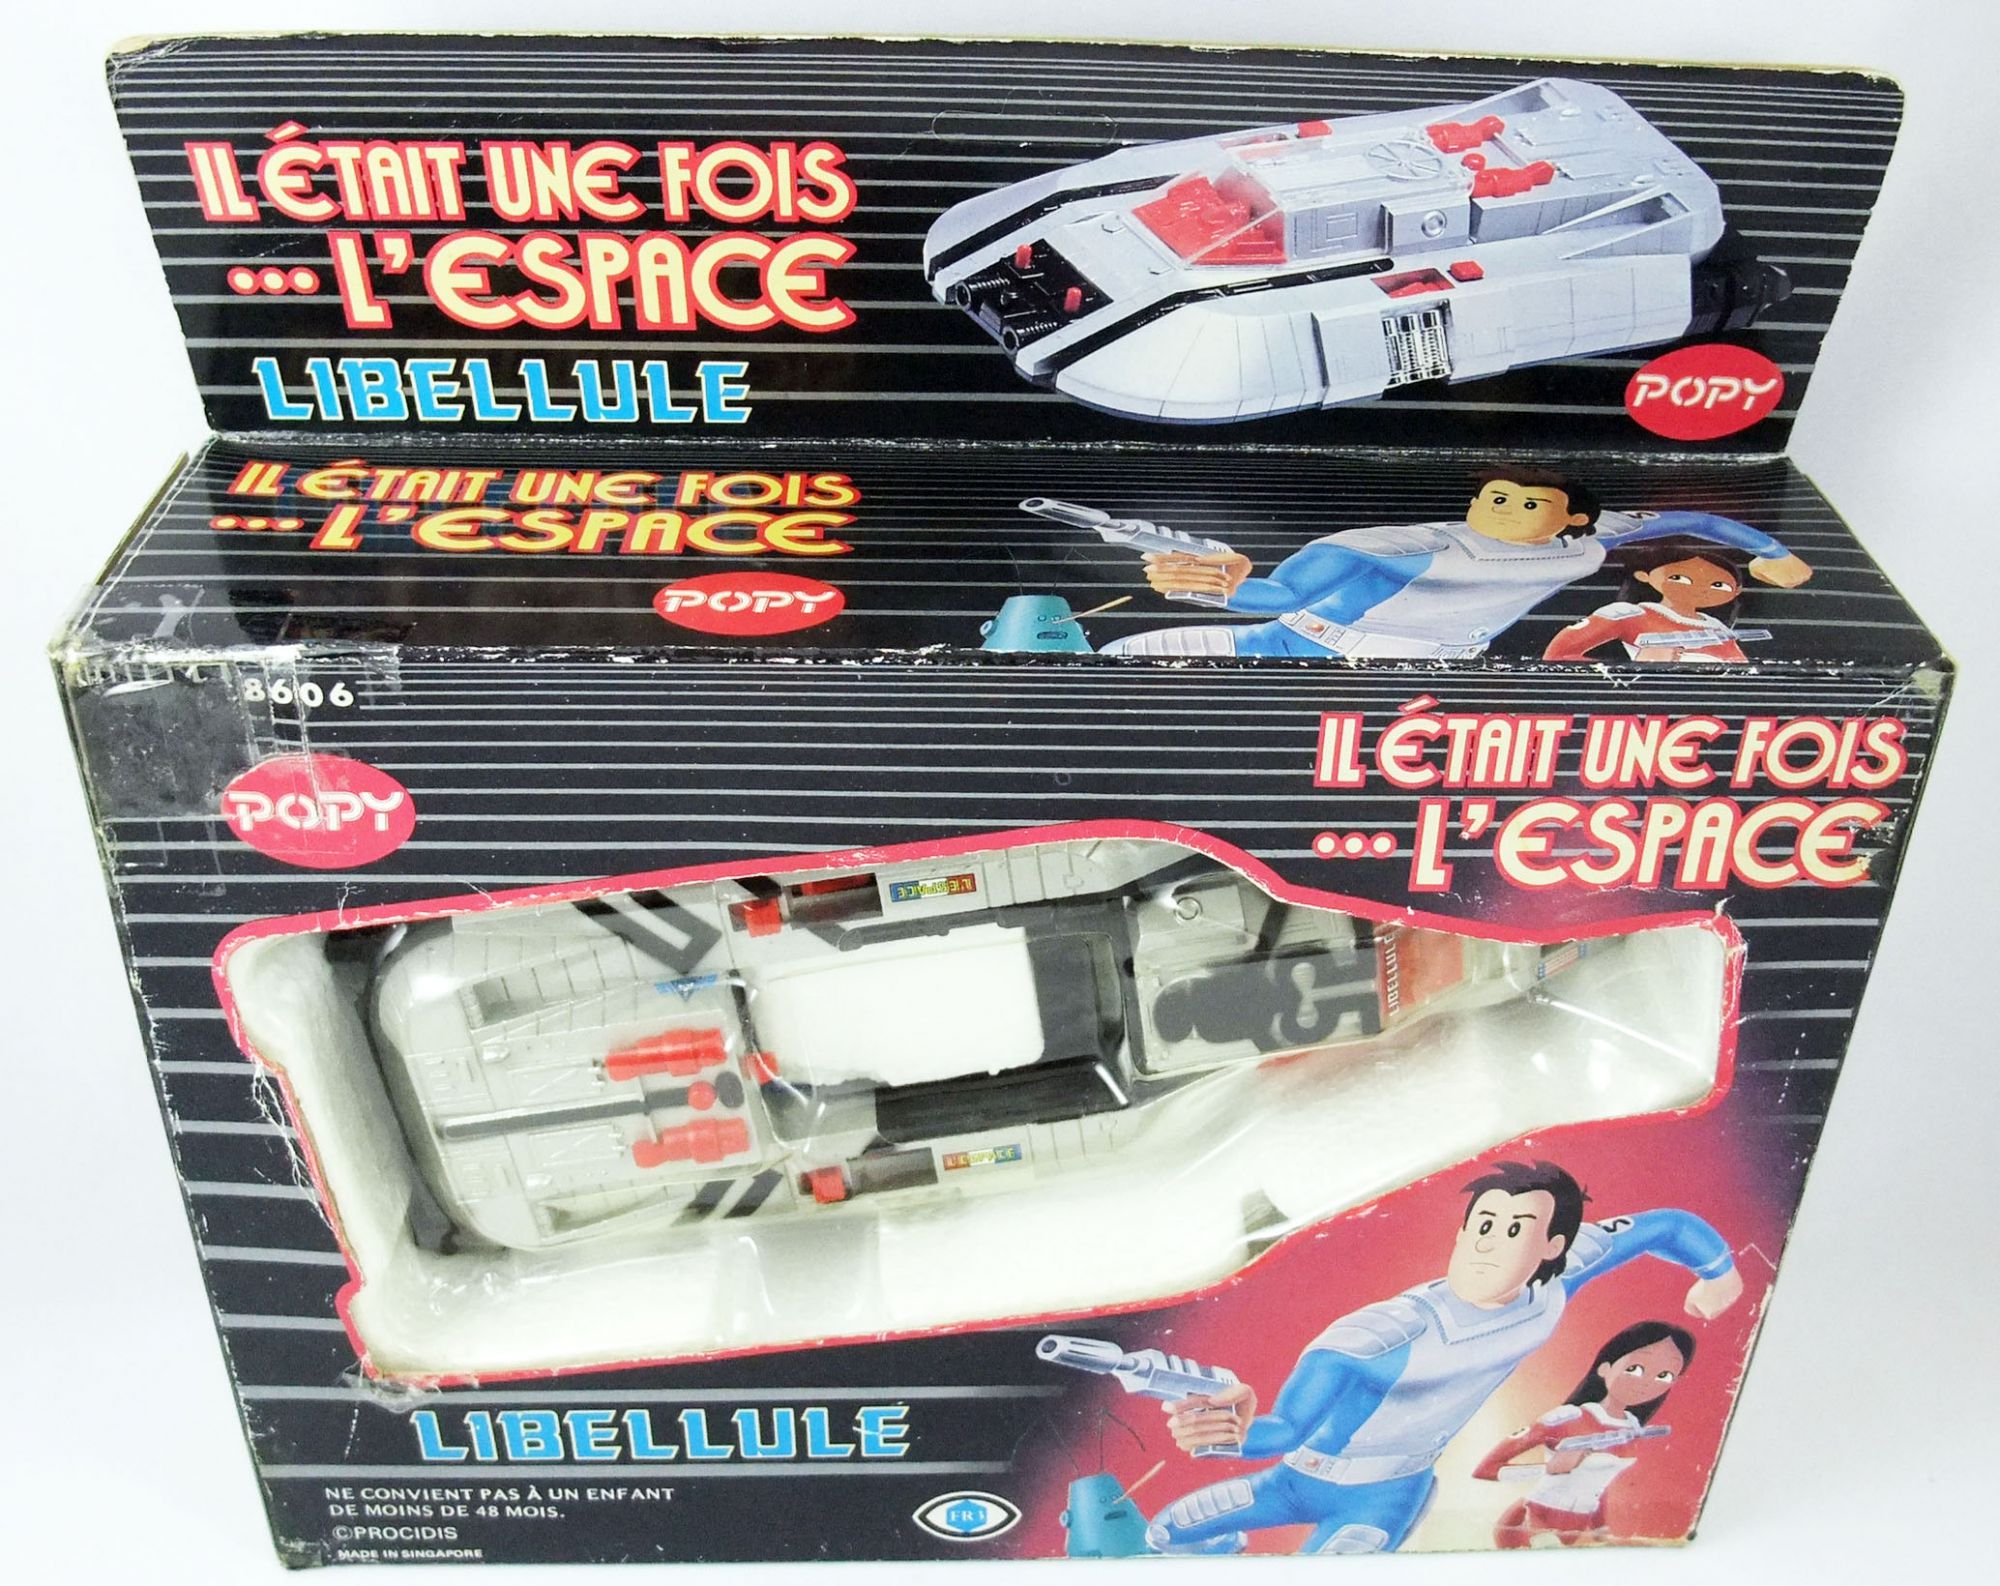 IL ÉTAIT UNE FOIS
... L'ESPACE
LIBELLULE
POPY
IL ÉTAIT UNE FOIS
... L'ESPACE
POPY
8606
POPY
IL ÉTAIT UNE FOIS
... L'ESPACE
L'ESPACE
LIBELLULE
L'ESPACE
LIBELLULE
NE CONVIENT PAS À UN ENFANT
DE MOINS DE 48 MOIS.
©PROCIDIS
MADE IN SINGAPORE
FR3